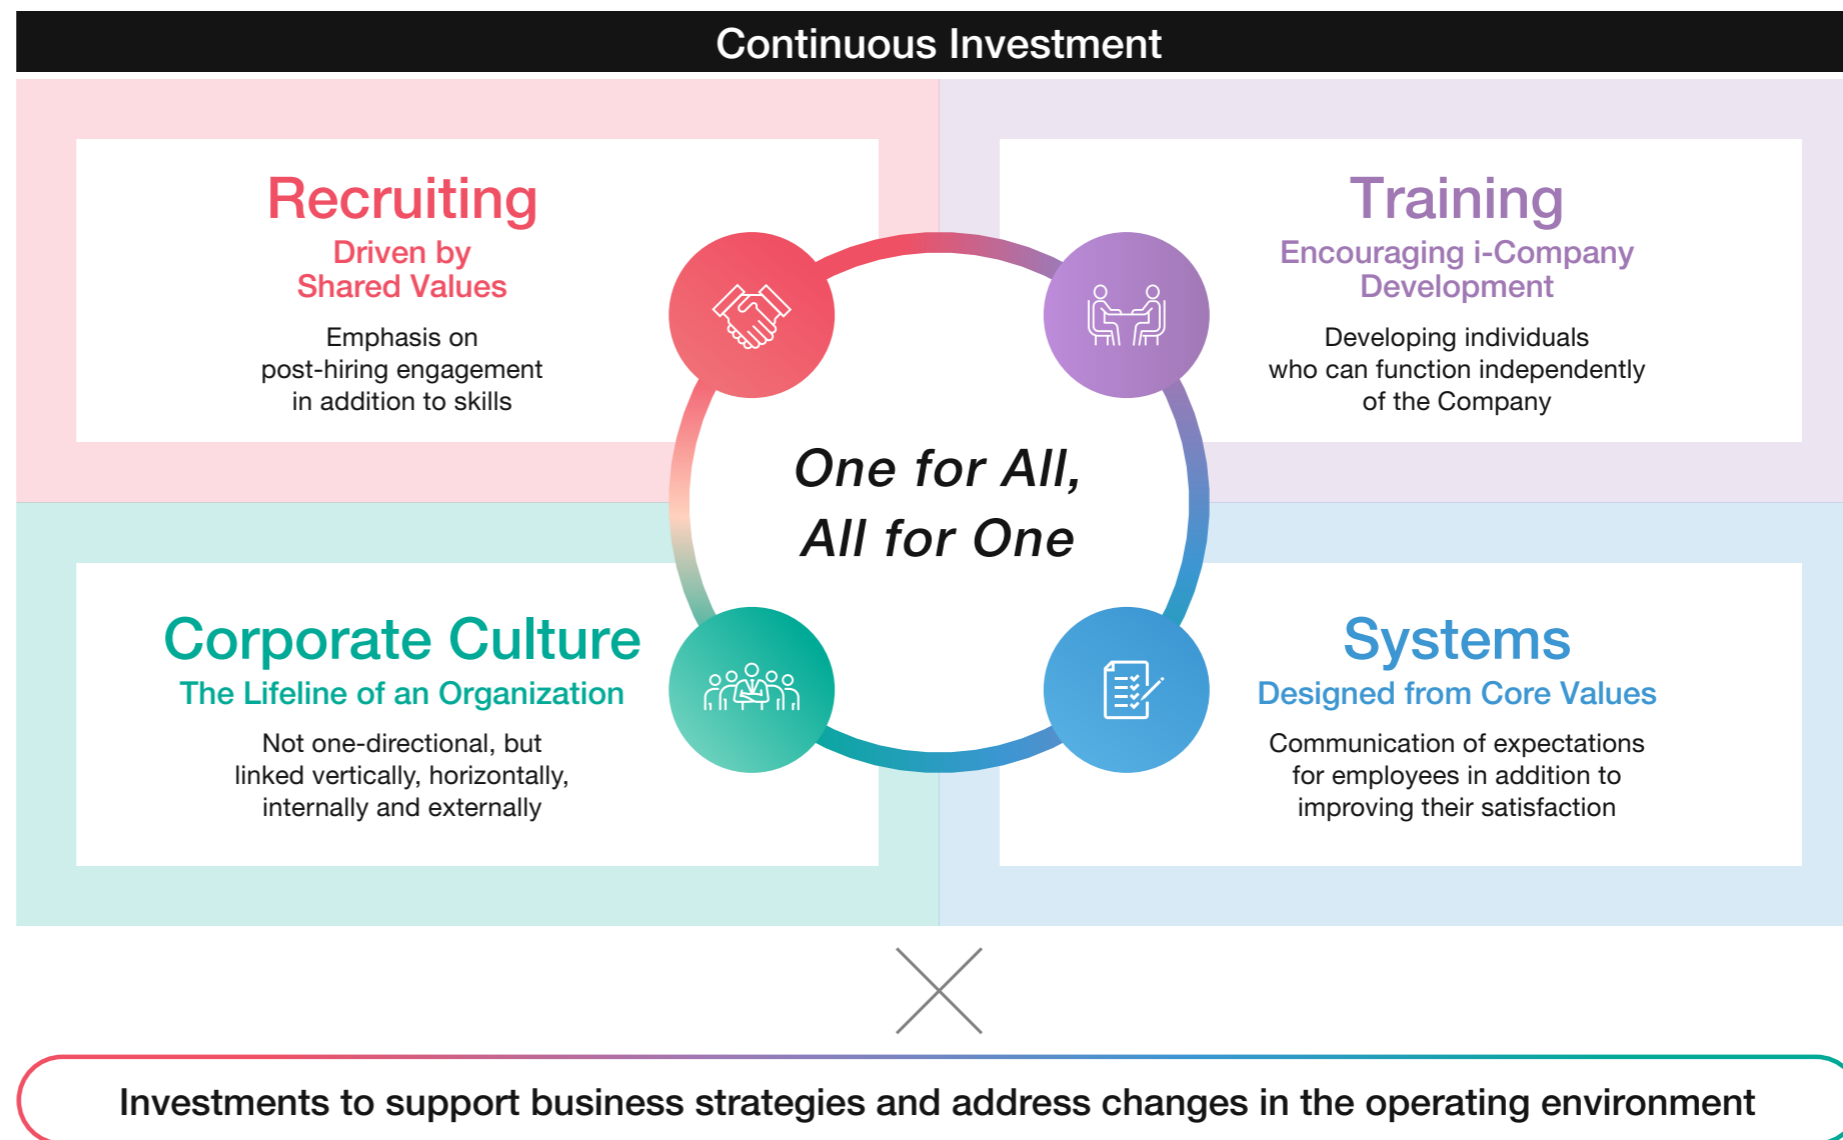 Continuous Investment
Recruiting
Driven by
Shared Values
Emphasis on
post-hiring engagement
in addition to skills
Training
Encouraging i-Company
Development
Developing individuals
who can function independently
of the Company
One for All,
All for One
Corporate Culture
The Lifeline of an Organization
Not one-directional, but
linked vertically, horizontally,
internally and externally
Systems
Designed from Core Values
Communication of expectations
for employees in addition to
improving their satisfaction
Investments to support business strategies and address changes in the operating environment